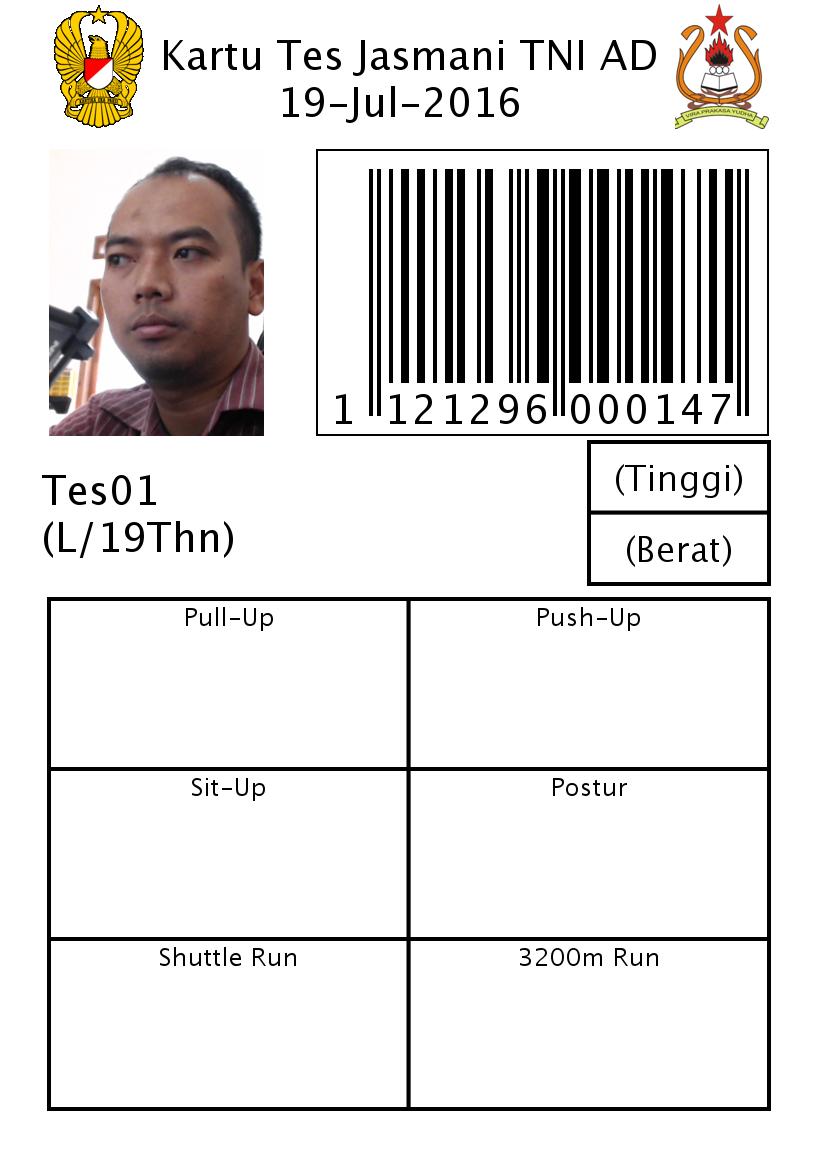 Kartu Tes Jasmani TNI AD
19-Jul-2016
VIRA PRAKASA YUDHA
1 121296 000147
Tes01
(L/19Thn)
(Tinggi)
(Berat)
Pull-Up
Push-Up
Sit-Up
Postur
Shuttle Run
3200m Run